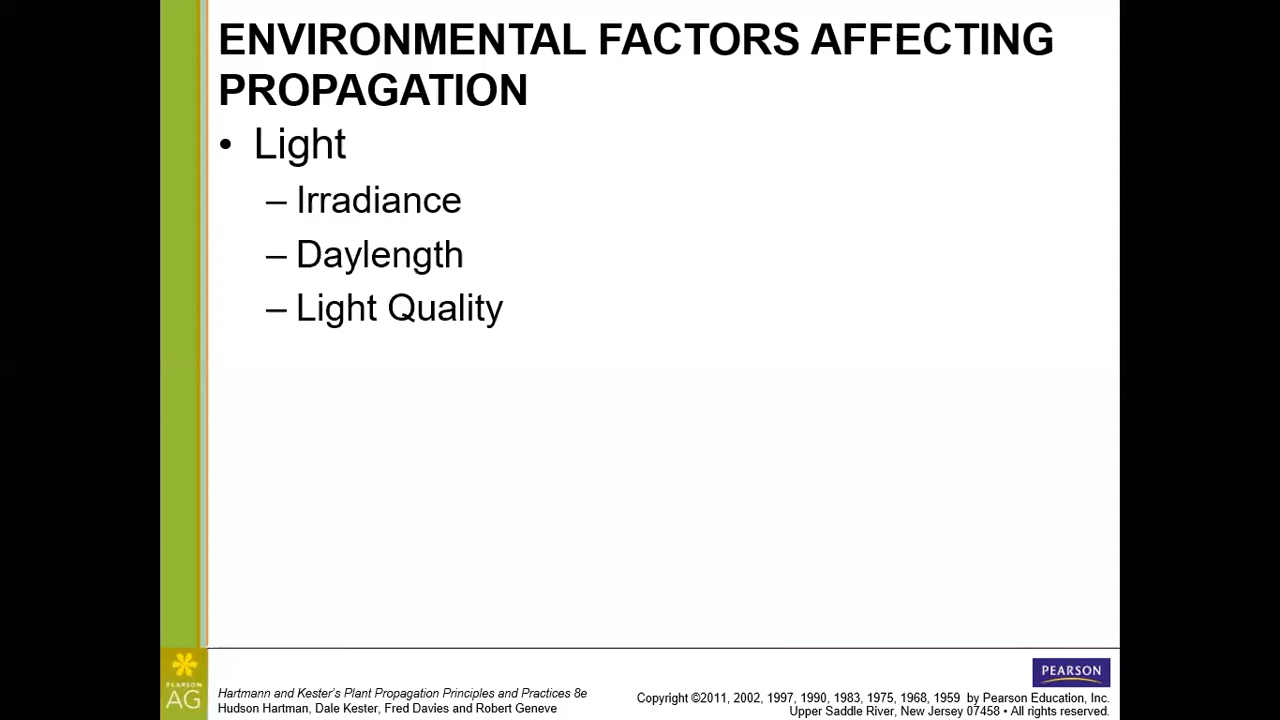 ENVIRONMENTAL FACTORS AFFECTING
PROPAGATION
• Light
– Irradiance
– Daylength
– Light Quality
PEARSON
AG
Hartmann and Kester's Plant Propagation Principles and Practices 8e
Hudson Hartman, Dale Kester, Fred Davies and Robert Geneve
PEARSON
Copyright ©2011, 2002, 1997, 1990, 1983, 1975, 1968, 1959 by Pearson Education, Inc.
Upper Saddle River, New Jersey 07458 • All rights reserved.